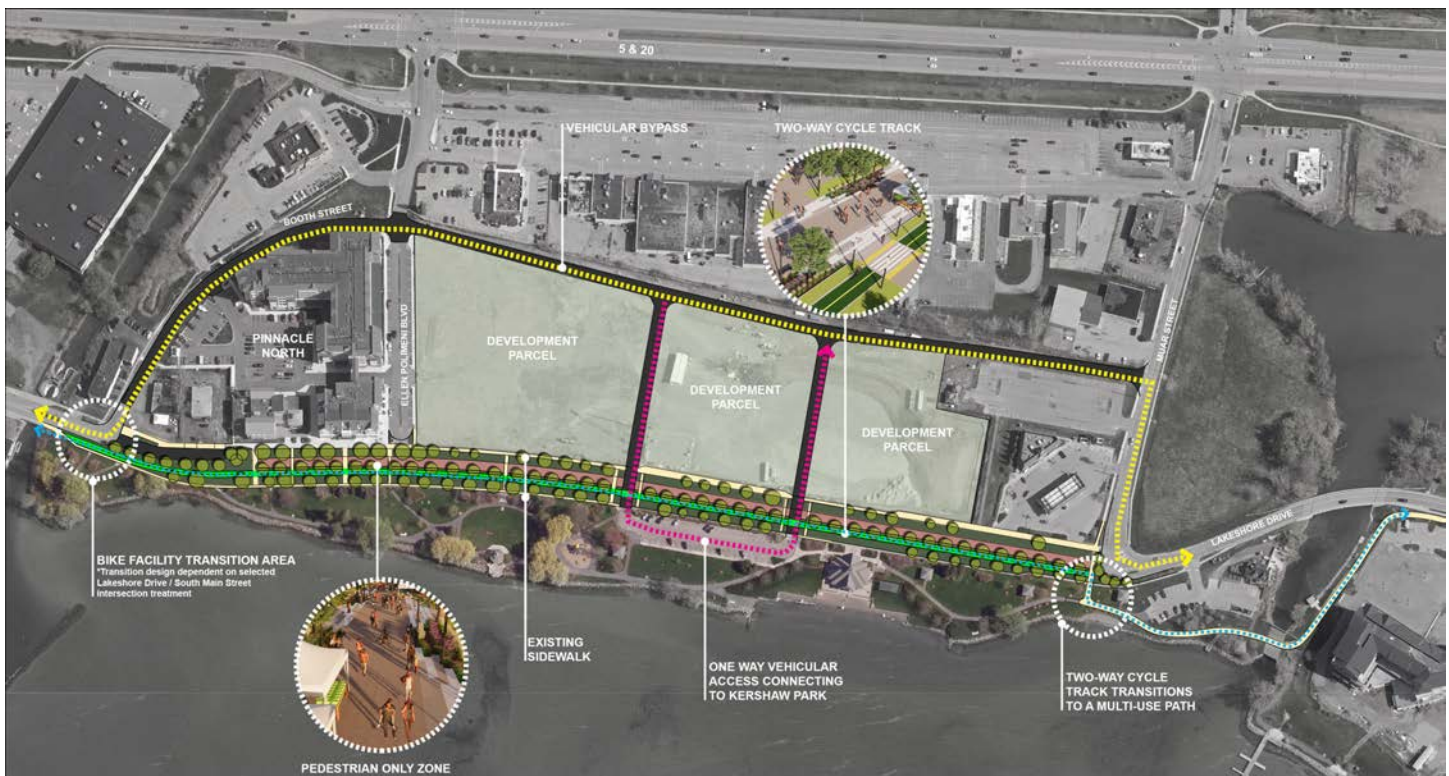 5 & 20
VEHICULAR BYPASS
TWO-WAY CYCLE TRACK
BOOTH STREET
PINNACLE
NORTH
ELLEN POLIMENI BLVD
DEVELOPMENT
PARCEL
DEVELOPMENT
PARCEL
DEVELOPMENT
PARCEL
MUAR STREET
LAKESHORE DRIVE
BIKE FACILITY TRANSITION AREA
*Transition design dependent on selected
Lakeshore Drive / South Main Street
intersection treatment
EXISTING
SIDEWALK
ONE WAY VEHICULAR
ACCESS CONNECTING
TO KERSHAW PARK
TWO-WAY CYCLE
TRACK TRANSITIONS
TO A MULTI-USE PATH
PEDESTRIAN ONLY ZONE